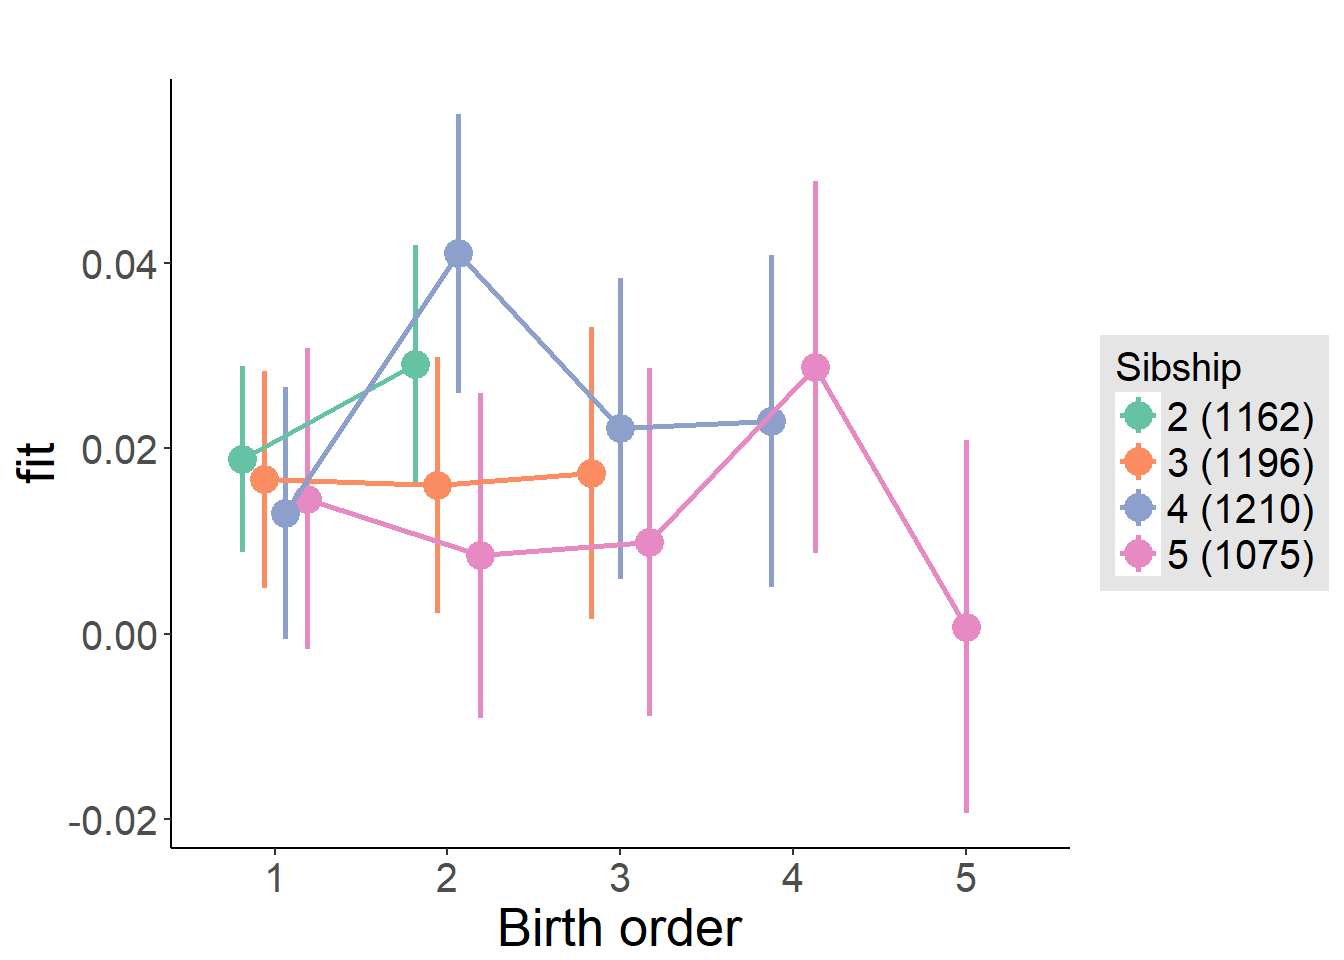 fit
0.04
0.02
0.00
-0.02
1 2 3 4 5
Birth order
Sibship
2 (1162)
3 (1196)
4 (1210)
5 (1075)